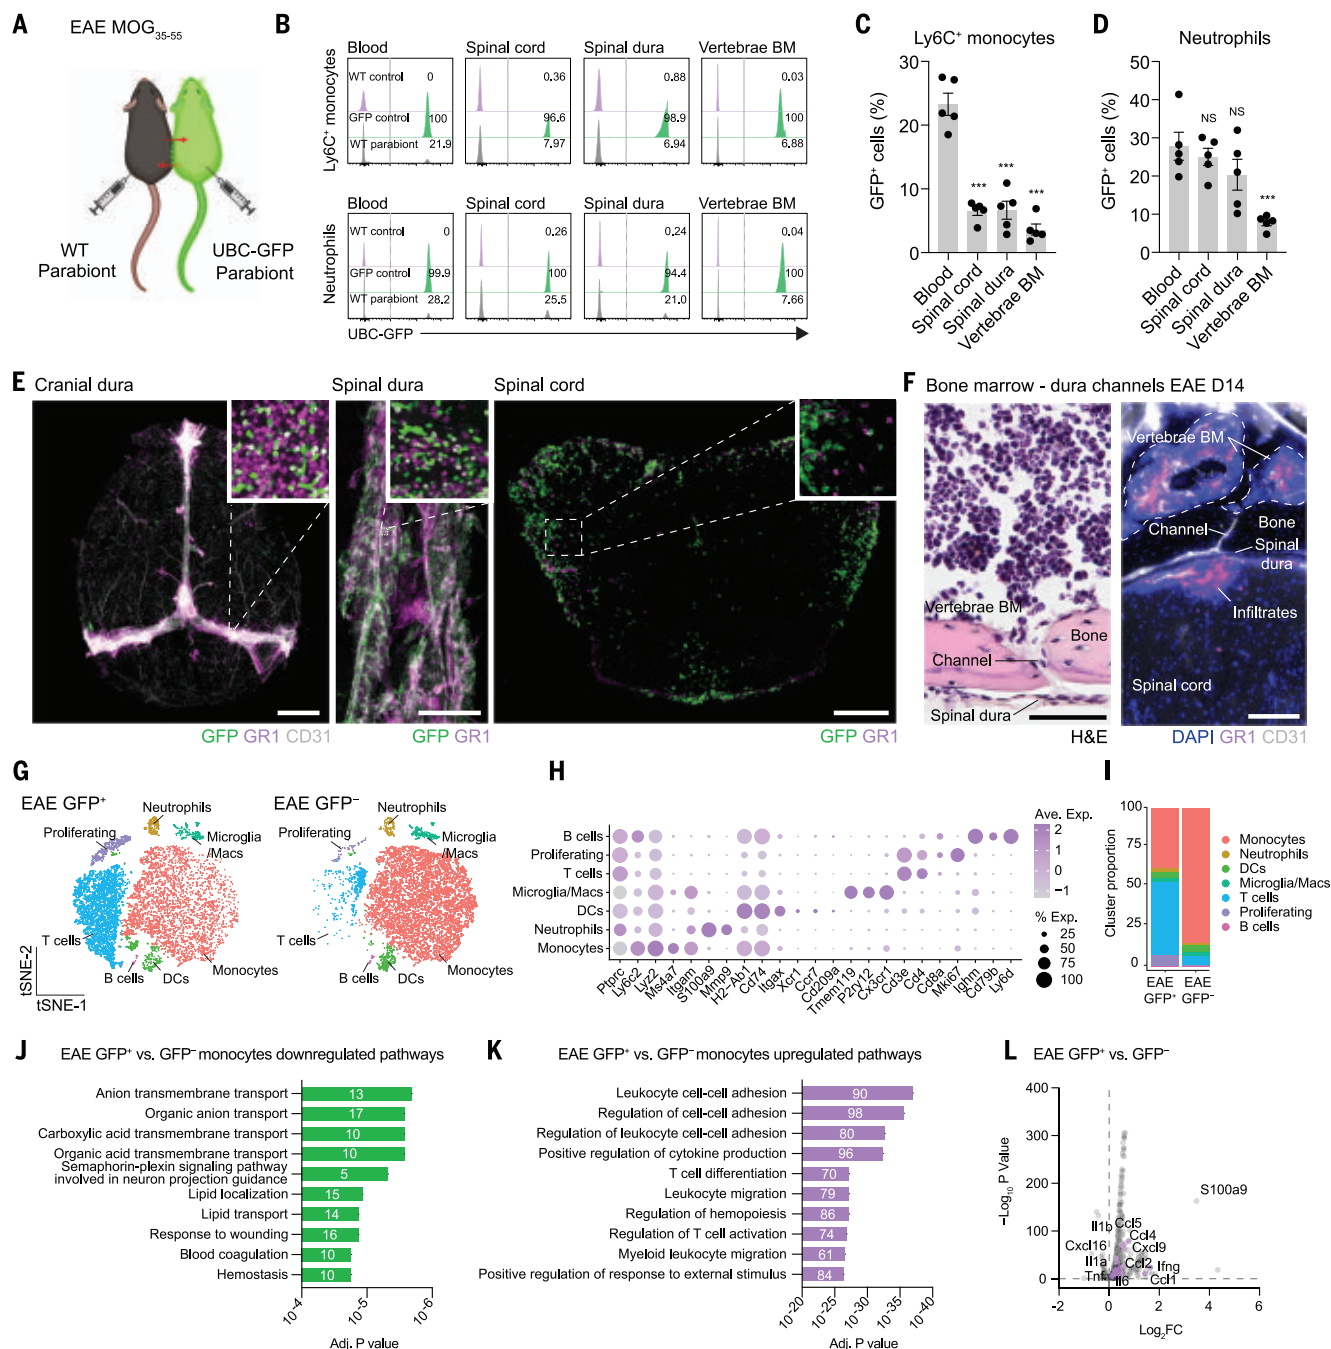 A
EAE MOG35-55
WT
Parabiont
UBC-GFP
Parabiont
B
Ly6C+ monocytes
Blood
Spinal cord
Spinal dura
Vertebrae BM
WT control
0
0.36
0.88
0.03
GFP control
100
96.6
98.9
100
WT parabiont
21.9
7.97
6.94
6.88
Neutrophils
Blood
Spinal cord
Spinal dura
Vertebrae BM
WT control
0
0.26
0.24
0.04
GFP control
99.9
100
94.4
100
WT parabiont
28.2
25.5
21.0
7.66
UBC-GFP
C
Ly6C+ monocytes
GFP+ cells (%)
30
20
10
0
***
***
***
Blood
Spinal cord
Spinal dura
Vertebrae BM
D
Neutrophils
GFP+ cells (%)
50
40
30
20
10
0
NS
NS
***
Blood
Spinal cord
Spinal dura
Vertebrae BM
E
Cranial dura
Spinal dura
Spinal cord
GFP GR1 CD31
GFP GR1
GFP GR1
F
Bone marrow - dura channels EAE D14
Vertebrae BM
Bone
Channel
Spinal dura
H&E
Vertebrae BM
Channel
Bone
Spinal
dura
Infiltrates
Spinal cord
DAPI GR1 CD31
G
EAE GFP+
Neutrophils
Proliferating
Microglia
/Macs
T cells
B cells
DCs
Monocytes
tSNE-2
tSNE-1
EAE GFP−
Neutrophils
Proliferating
Microglia
/Macs
T cells
B cells
DCs
Monocytes
H
B cells
Proliferating
T cells
Microglia/Macs
DCs
Neutrophils
Monocytes
Ptprc
Ly6c2
Lyz2
Ms4a7
Itgam
S100a9
Mmp9
H2−Ab1
Cd74
Itgax
Xcr1
Ccr7
Cd209a
Tmem119
P2ry12
Cx3cr1
Cd3e
Cd4
Cd8a
Mki67
Ighm
Cd79b
Ly6d
Ave. Exp.
2
1
0
−1
% Exp.
25
50
75
100
I
Cluster proportion
100
75
50
25
0
EAE
GFP+
EAE
GFP−
Monocytes
Neutrophils
DCs
Microglia/Macs
T cells
Proliferating
B cells
J
EAE GFP+ vs. GFP− monocytes downregulated pathways
Anion transmembrane transport
13
Organic anion transport
17
Carboxylic acid transmembrane transport
10
Organic acid transmembrane transport
10
Semaphorin-plexin signaling pathway
involved in neuron projection guidance
5
Lipid localization
15
Lipid transport
14
Response to wounding
16
Blood coagulation
10
Hemostasis
10
10-4
10-5
10-6
Adj. P value
K
EAE GFP+ vs. GFP− monocytes upregulated pathways
Leukocyte cell-cell adhesion
90
Regulation of cell-cell adhesion
98
Regulation of leukocyte cell-cell adhesion
80
Positive regulation of cytokine production
96
T cell differentiation
70
Leukocyte migration
79
Regulation of hemopoiesis
86
Regulation of T cell activation
74
Myeloid leukocyte migration
61
Positive regulation of response to external stimulus
84
10-20
10-25
10-30
10-35
10-40
Adj. P value
L
EAE GFP+ vs. GFP−
−Log10 P Value
400
300
200
100
0
S100a9
Il1b
Ccl5
Ccl4
Cxcl16
Cxcl9
Il1a
Ccl2
Ifng
Tnf
Il6
Ccl1
−2
0
2
4
6
Log2FC